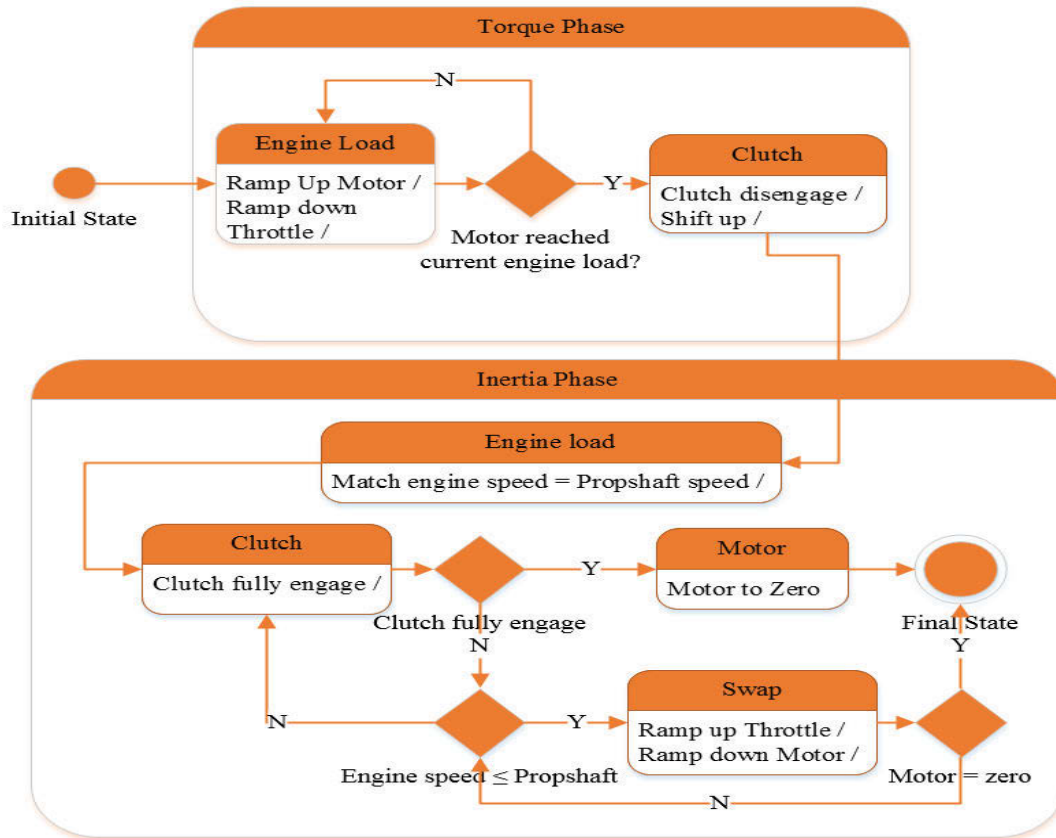 Torque Phase
N
Engine Load
Ramp Up Motor /
Ramp down
Throttle /
Initial State
Y
Motor reached
current engine load?
Clutch
Clutch disengage /
Shift up /
Inertia Phase
Engine load
Match engine speed = Propshaft speed /
Clutch
Clutch fully engage /
Y
Clutch fully engage
N
Motor
Motor to Zero
Final State
Y
N
Y
Engine speed ≤ Propshaft
Swap
Ramp up Throttle /
Ramp down Motor /
Motor = zero
N